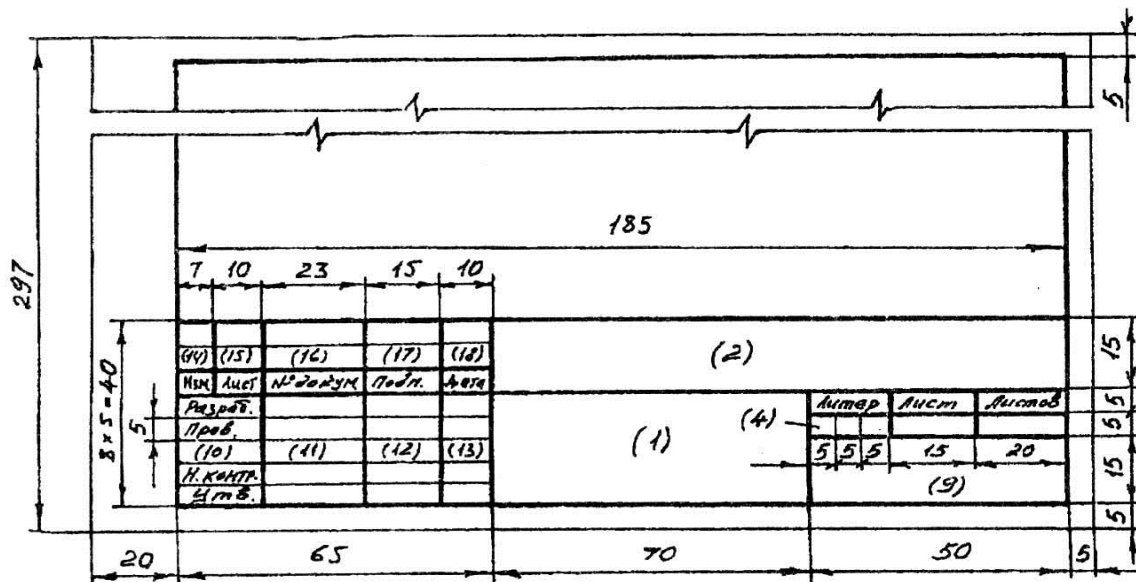 5
297
185
7 10 23 15 10
8×5=40
(14) (15) (16) (17) (18)
(2)
15
Изм. Лист № докум Подп. Дата
Разраб.
Литер Лист Листов
5
Пров.
5
(4)
5
(10) (11) (12) (13)
(1)
5 5 5 15 20
15
Н. контр.
(9)
Утв.
5
20 65 70 50 5